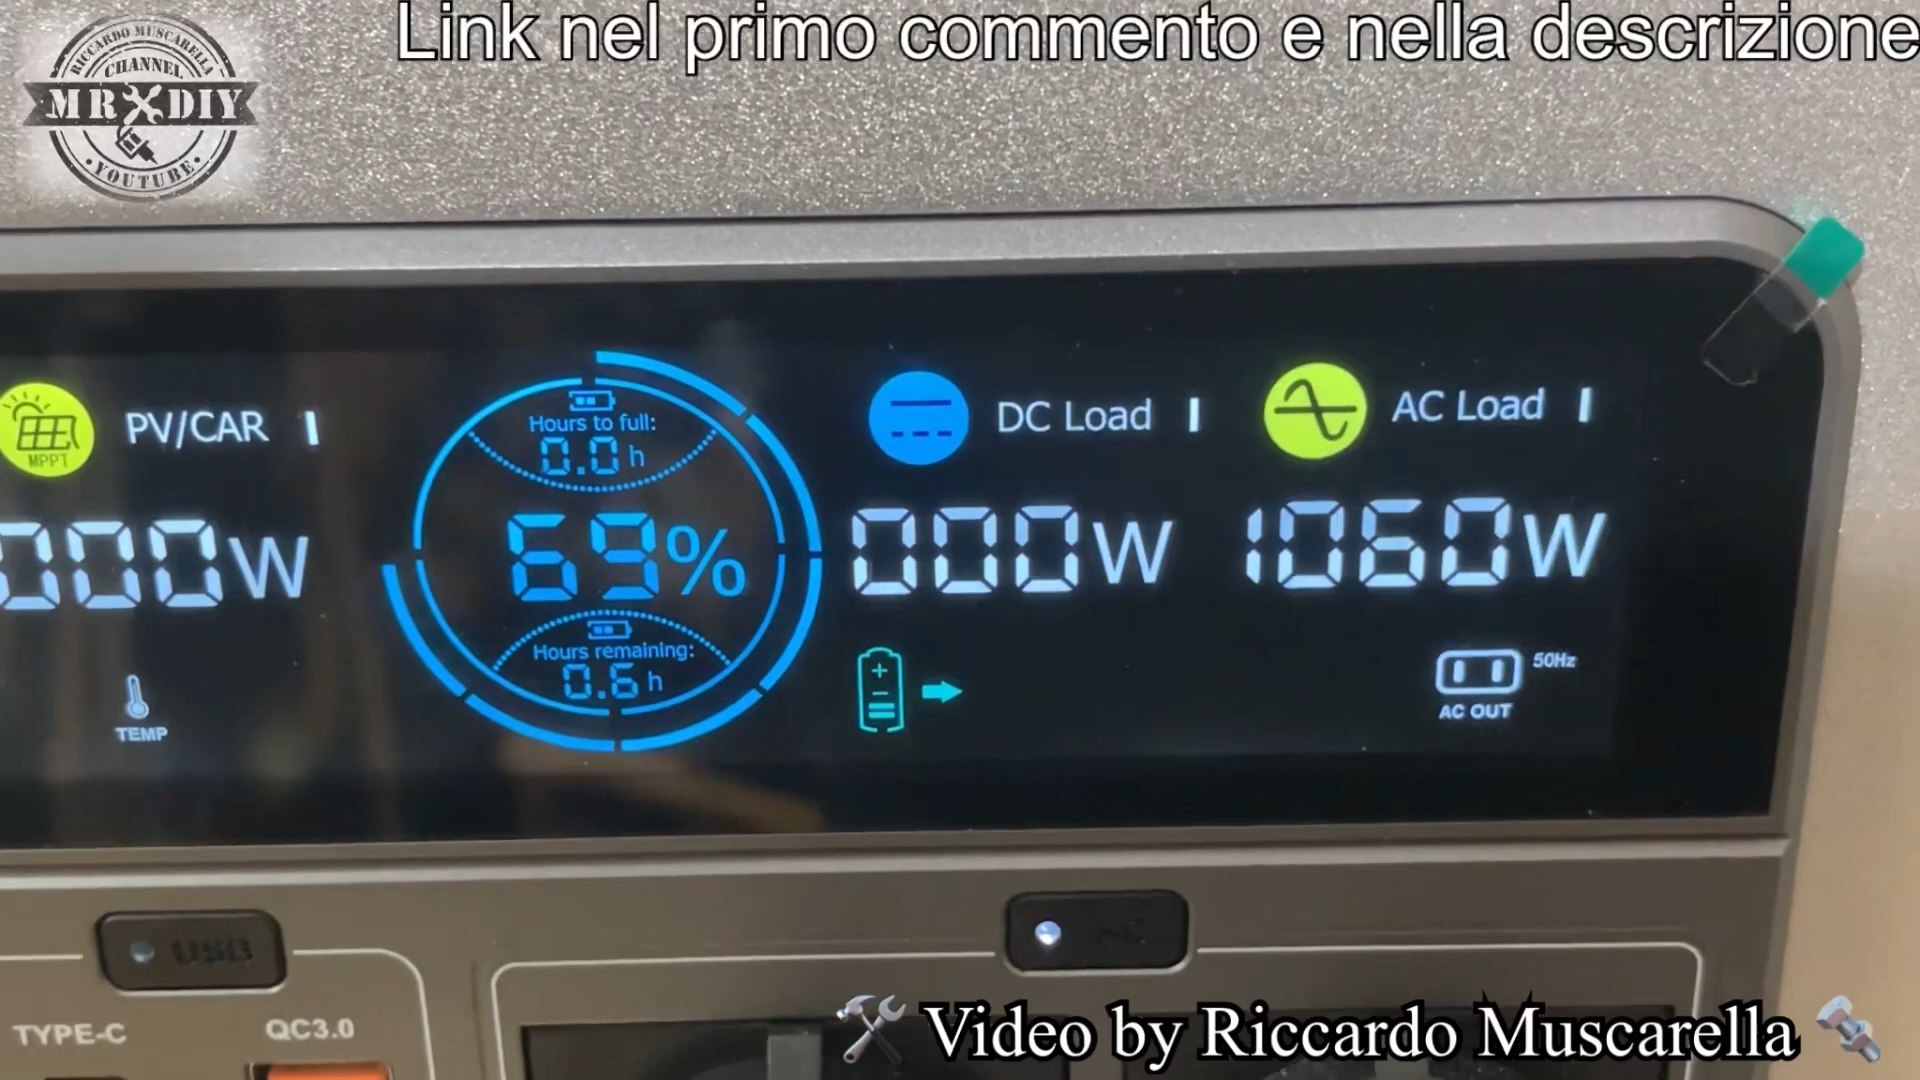 Link nel primo commento e nella descrizione
RICCARDO MUSCARELLA
CHANNEL
MR DIY
YOUTUBE
PV/CAR
MPPT
000W
TEMP
Hours to full:
0.0 h
69%
Hours remaining:
0.6 h
DC Load
000W
AC Load
1060W
50Hz
AC OUT
USB
TYPE-C
QC3.0
Video by Riccardo Muscarella